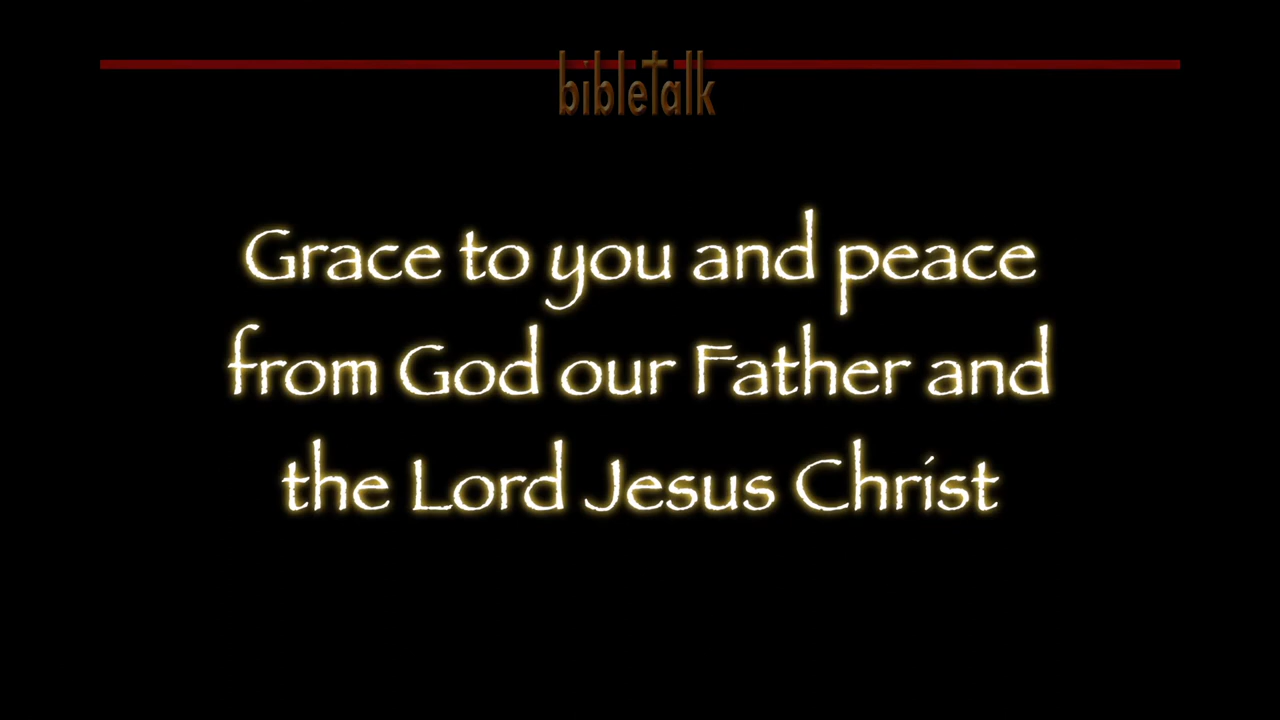 bibleTalk
Grace to you and peace
from God our Father and
the Lord Jesus Christ